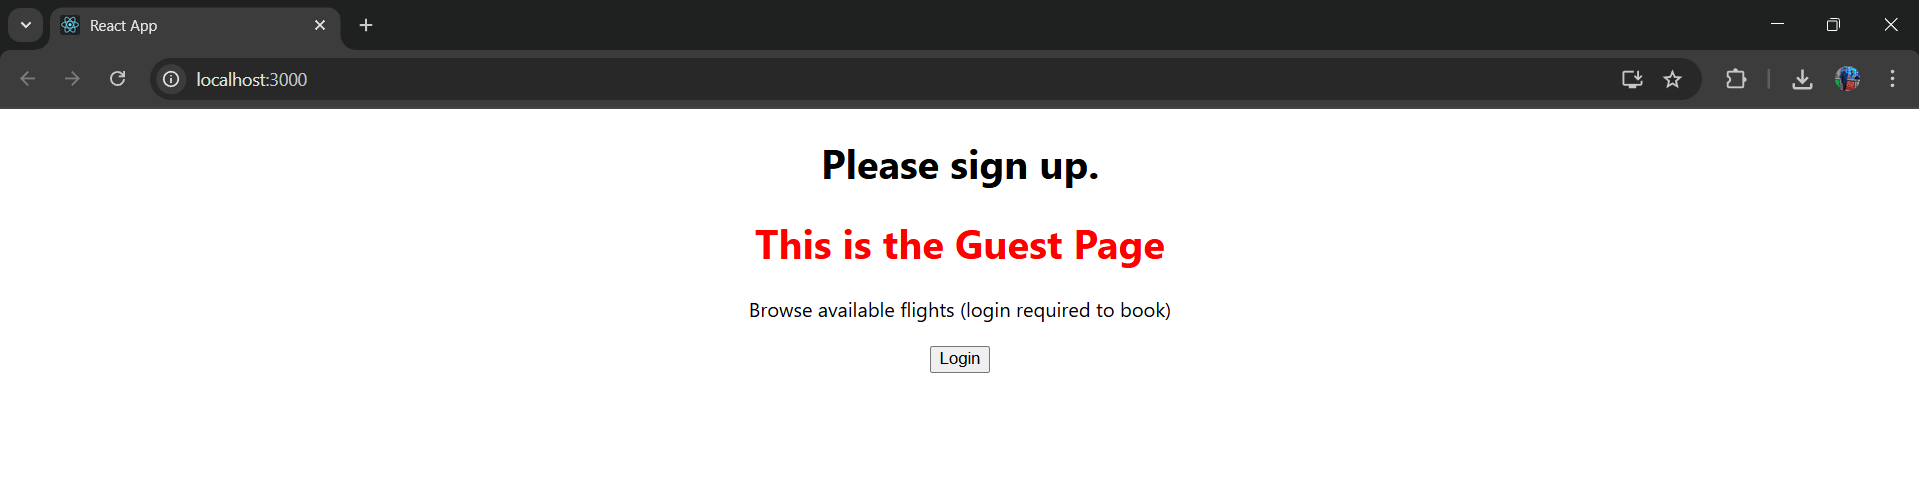 React App
localhost:3000
Please sign up.
This is the Guest Page
Browse available flights (login required to book)
Login